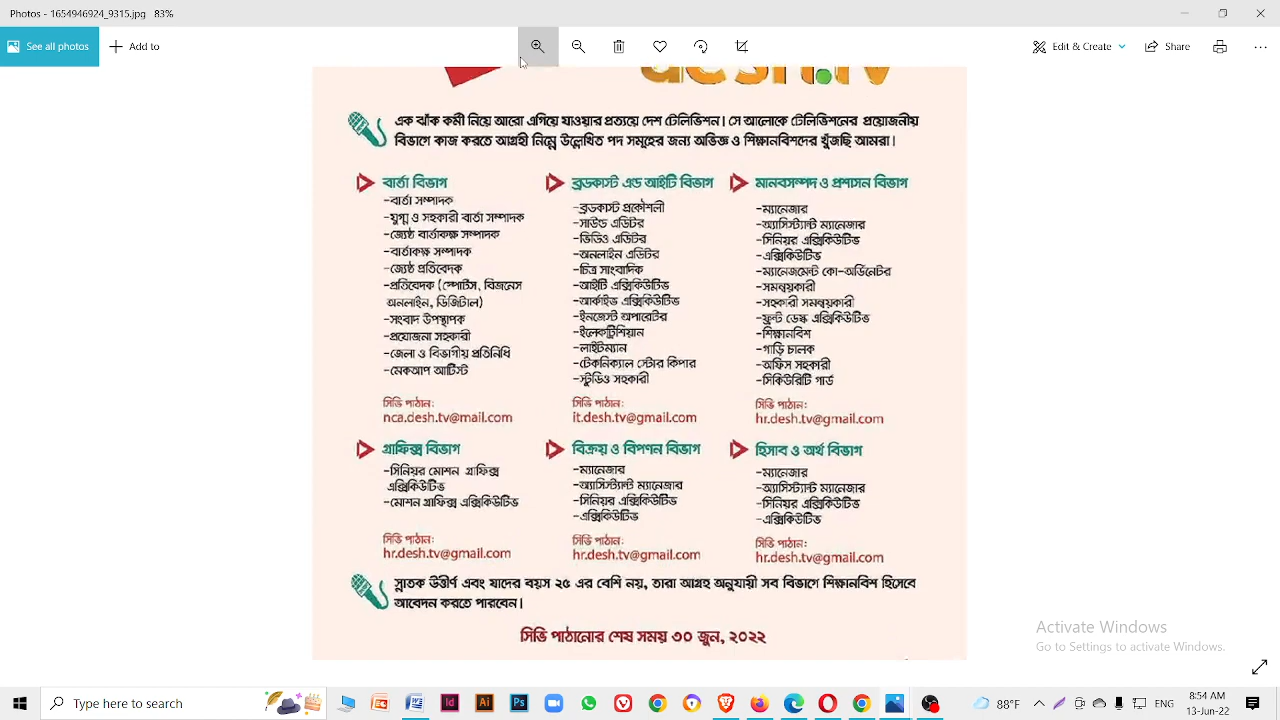 See all photos
Add to
Edit & Create
Share
desh.tv
এক ঝাঁক কর্মী নিয়ে আরো এগিয়ে যাওয়ার প্রত্যয়ে দেশ টেলিভিশন। সে আলোকে টেলিভিশনের প্রয়োজনীয়
বিভাগে কাজ করতে আগ্রহী নিম্নে উল্লেখিত পদ সমূহের জন্য অভিজ্ঞ ও শিক্ষানবিশদের খুঁজছি আমরা।
বার্তা বিভাগ
-বার্তা সম্পাদক
-যুগ্ম ও সহকারী বার্তা সম্পাদক
-জ্যেষ্ঠ বার্তাকক্ষ সম্পাদক
-বার্তাকক্ষ সম্পাদক
-জ্যেষ্ঠ প্রতিবেদক
-প্রতিবেদক (স্পোর্টস, বিজনেস
অনলাইন, ডিজিটাল)
-সংবাদ উপস্থাপক
-প্রযোজনা সহকারী
-জেলা ও বিভাগীয় প্রতিনিধি
-মেকআপ আর্টিস্ট
সিভি পাঠান:
nca.desh.tv@mail.com
ব্রডকাস্ট এন্ড আইটি বিভাগ
-ব্রডকাস্ট প্রকৌশলী
-সাউন্ড এডিটর
-ভিডিও এডিটর
-অনলাইন এডিটর
-চিত্র সাংবাদিক
-আইটি এক্সিকিউটিভ
-আর্কাইভ এক্সিকিউটিভ
-ইনজেস্ট অপারেটর
-ইলেকট্রিশিয়ান
-লাইটম্যান
-টেকনিক্যাল স্টোর কিপার
-স্টুডিও সহকারী
সিভি পাঠান:
it.desh.tv@gmail.com
মানবসম্পদ ও প্রশাসন বিভাগ
-ম্যানেজার
-অ্যাসিস্ট্যান্ট ম্যানেজার
-সিনিয়র এক্সিকিউটিভ
-এক্সিকিউটিভ
-ম্যানেজমেন্ট কো-অর্ডিনেটর
-সমন্বয়কারী
-সহকারী সমন্বয়কারী
-ফ্রন্ট ডেস্ক এক্সিকিউটিভ
-শিক্ষানবিশ
-গাড়ি চালক
-অফিস সহকারী
-সিকিউরিটি গার্ড
সিভি পাঠান:
hr.desh.tv@gmail.com
গ্রাফিক্স বিভাগ
-সিনিয়র মোশন গ্রাফিক্স
এক্সিকিউটিভ
-মোশন গ্রাফিক্স এক্সিকিউটিভ
সিভি পাঠান:
hr.desh.tv@gmail.com
বিক্রয় ও বিপণন বিভাগ
-ম্যানেজার
-অ্যাসিস্ট্যান্ট ম্যানেজার
-সিনিয়র এক্সিকিউটিভ
-এক্সিকিউটিভ
সিভি পাঠান:
hr.desh.tv@gmail.com
হিসাব ও অর্থ বিভাগ
-ম্যানেজার
-অ্যাসিস্ট্যান্ট ম্যানেজার
-সিনিয়র এক্সিকিউটিভ
-এক্সিকিউটিভ
সিভি পাঠান:
hr.desh.tv@gmail.com
স্নাতক উত্তীর্ণ এবং যাদের বয়স ২৫ এর বেশি নয়, তারা আগ্রহ অনুযায়ী সব বিভাগে শিক্ষানবিশ হিসেবে
আবেদন করতে পারবেন।
সিভি পাঠানোর শেষ সময় ৩০ জুন, ২০২২
Activate Windows
Go to Settings to activate Windows.
Type here to search
88°F
ENG
8:54 AM
13-Jun-22